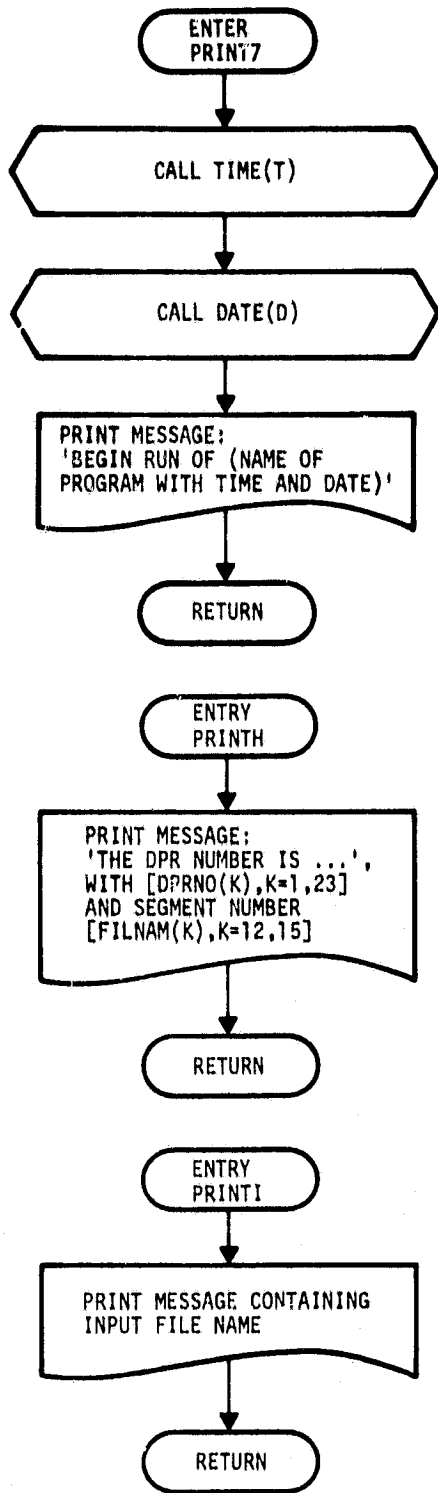 ENTER
PRINT7
CALL TIME(T)
CALL DATE(D)
PRINT MESSAGE:
'BEGIN RUN OF (NAME OF
PROGRAM WITH TIME AND DATE)'
RETURN
ENTRY
PRINTH
PRINT MESSAGE:
'THE DPR NUMBER IS ...',
WITH [DPRNO(K),K=1,23]
AND SEGMENT NUMBER
[FILNAM(K),K=12,15]
RETURN
ENTRY
PRINTI
PRINT MESSAGE CONTAINING
INPUT FILE NAME
RETURN